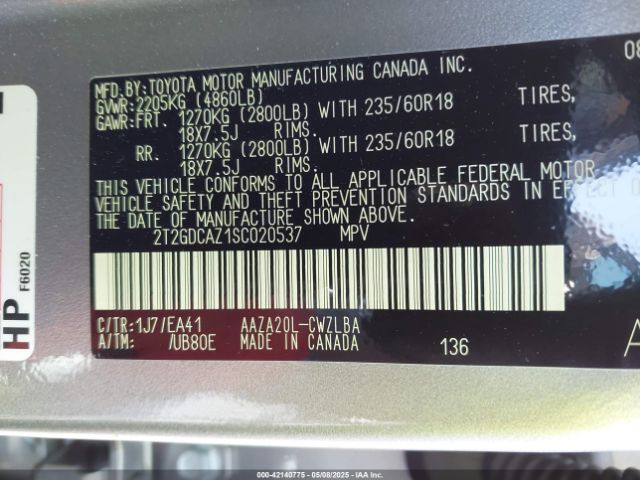 MFD.BY:TOYOTA MOTOR MANUFACTURING CANADA INC. 08
GVWR:2205KG (4860LB)
GAWR:FRT. 1270KG (2800LB) WITH 235/60R18 TIRES,
18X7.5J RIMS.
RR. 1270KG (2800LB) WITH 235/60R18 TIRES,
18X7.5J RIMS.
THIS VEHICLE CONFORMS TO ALL APPLICABLE FEDERAL MOTOR
VEHICLE SAFETY AND THEFT PREVENTION STANDARDS IN EFFECT O
THE DATE OF MANUFACTURE SHOWN ABOVE.
2T2GDCAZ1SC020537 MPV
C/TR:1J7/EA41 AAZA20L-CWZLBA
A/TM: /UB80E MADE IN CANADA 136 A
HP F6020
000-42140775 - 05/08/2025 - IAA Inc.